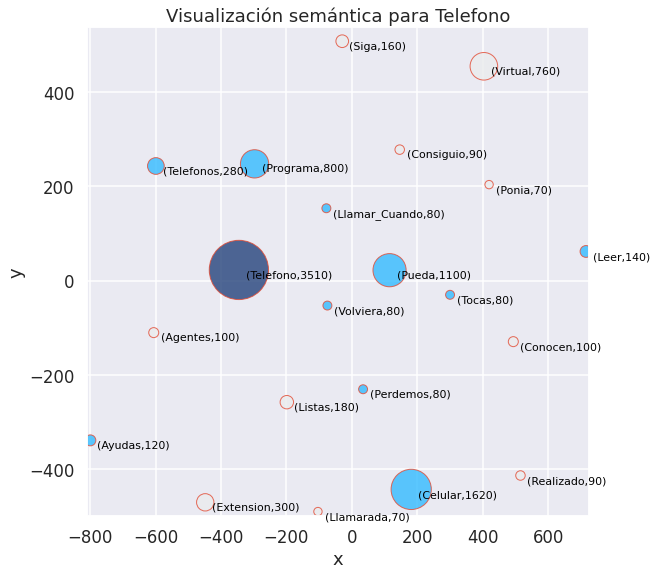 Visualización semántica para Telefono
(Siga,160)
(Virtual,760)
400
(Consiguio,90)
(Telefonos,280)
(Programa,800)
(Ponia,70)
200
(Llamar_Cuando,80)
(Leer,140)
y
0
(Telefono,3510)
(Pueda,1100)
(Tocas,80)
(Volviera,80)
(Agentes,100)
(Conocen,100)
−200
(Perdemos,80)
(Listas,180)
(Ayudas,120)
−400
(Realizado,90)
(Celular,1620)
(Extension,300)
(Llamarada,70)
−800 −600 −400 −200 0 200 400 600
x